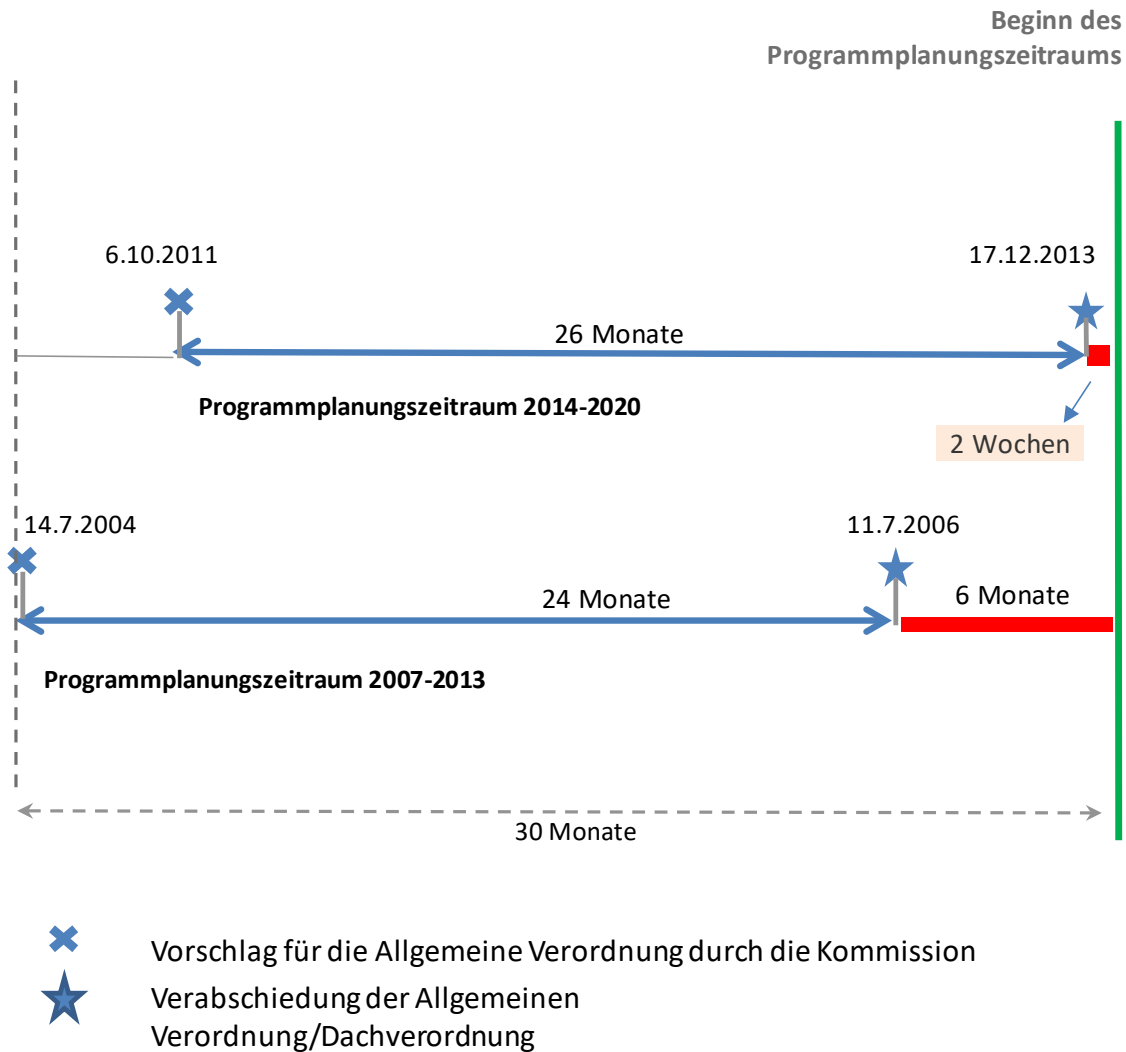 Beginn des
Programmplanungszeitraums
6.10.2011
17.12.2013
26 Monate
Programmplanungszeitraum 2014-2020
2 Wochen
14.7.2004
11.7.2006
24 Monate
6 Monate
Programmplanungszeitraum 2007-2013
30 Monate
Vorschlag für die Allgemeine Verordnung durch die Kommission
Verabschiedung der Allgemeinen
Verordnung/Dachverordnung